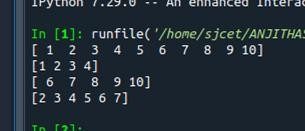 IPython 7.29.0 -- An enhanced Interac
In [1]: runfile('/home/sjcet/ANJITHAS
[ 1  2  3  4  5  6  7  8  9 10]
[1 2 3 4]
[ 6  7  8  9 10]
[2 3 4 5 6 7]
In [2]: